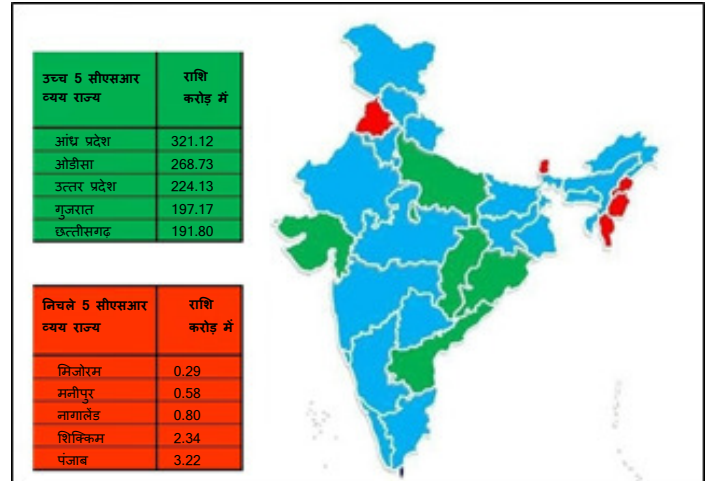 उच्च 5 सीएसआर राशि
व्यय राज्य करोड़ में
आंध्र प्रदेश 321.12
ओडीसा 268.73
उत्तर प्रदेश 224.13
गुजरात 197.17
छत्तीसगढ़ 191.80
निचले 5 सीएसआर राशि
व्यय राज्य करोड़ में
मिजोरम 0.29
मनीपुर 0.58
नागालेंड 0.80
शिक्किम 2.34
पंजाब 3.22